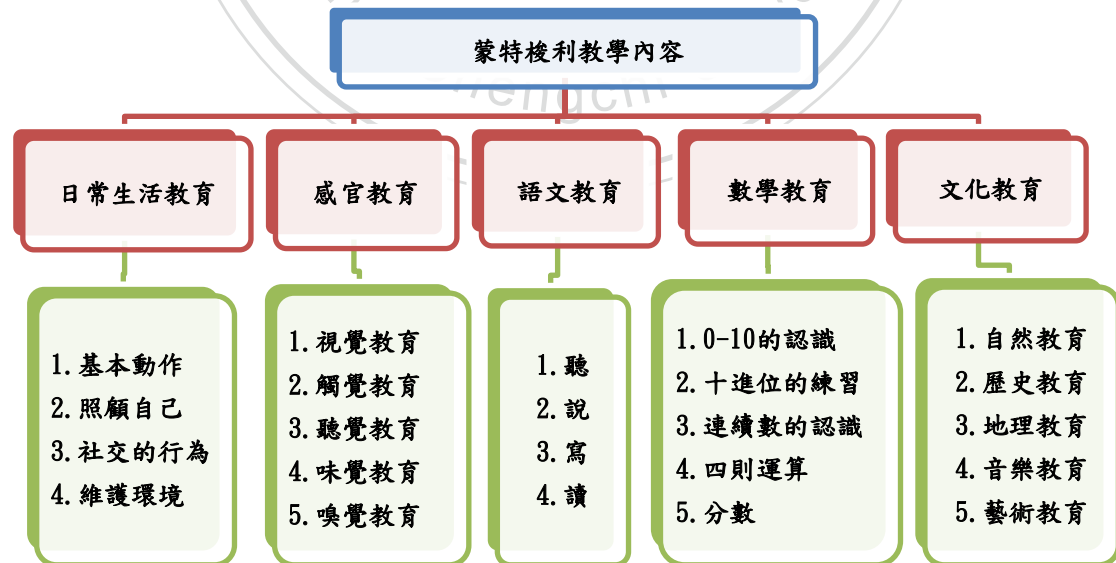 蒙特梭利教學內容
日常生活教育
感官教育
語文教育
數學教育
文化教育
1.基本動作
2.照顧自己
3.社交的行為
4.維護環境
1.視覺教育
2.觸覺教育
3.聽覺教育
4.味覺教育
5.嗅覺教育
1.聽
2.說
3.寫
4.讀
1.0-10的認識
2.十進位的練習
3.連續數的認識
4.四則運算
5.分數
1.自然教育
2.歷史教育
3.地理教育
4.音樂教育
5.藝術教育